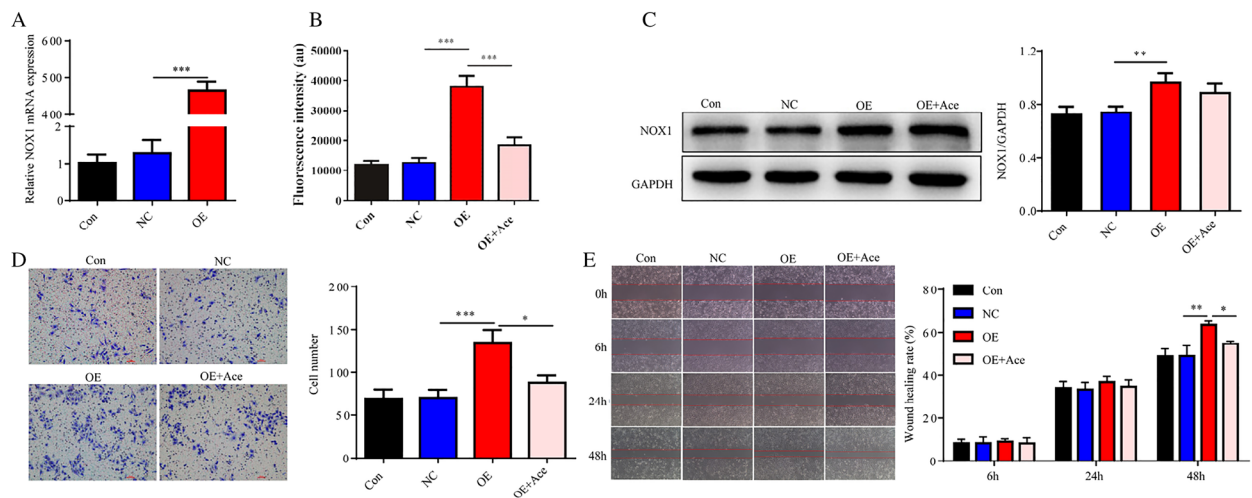 A
Relative NOX1 mRNA expression
600
500
400
2
1
0
***
Con
NC
OE
B
Fluorescence intensity (au)
50000
40000
30000
20000
10000
0
***
***
Con
NC
OE
OE+Ace
C
Con NC OE OE+Ace
NOX1
GAPDH
NOX1/GAPDH
1.2
0.8
0.4
0.0
**
Con
NC
OE
OE+Ace
D
Con NC
OE OE+Ace
Cell number
200
150
100
50
0
***
*
Con
NC
OE
OE+Ace
E
Con NC OE OE+Ace
0h
6h
24h
48h
Wound healing rate (%)
80
60
40
20
0
Con
NC
OE
OE+Ace
**
*
6h 24h 48h